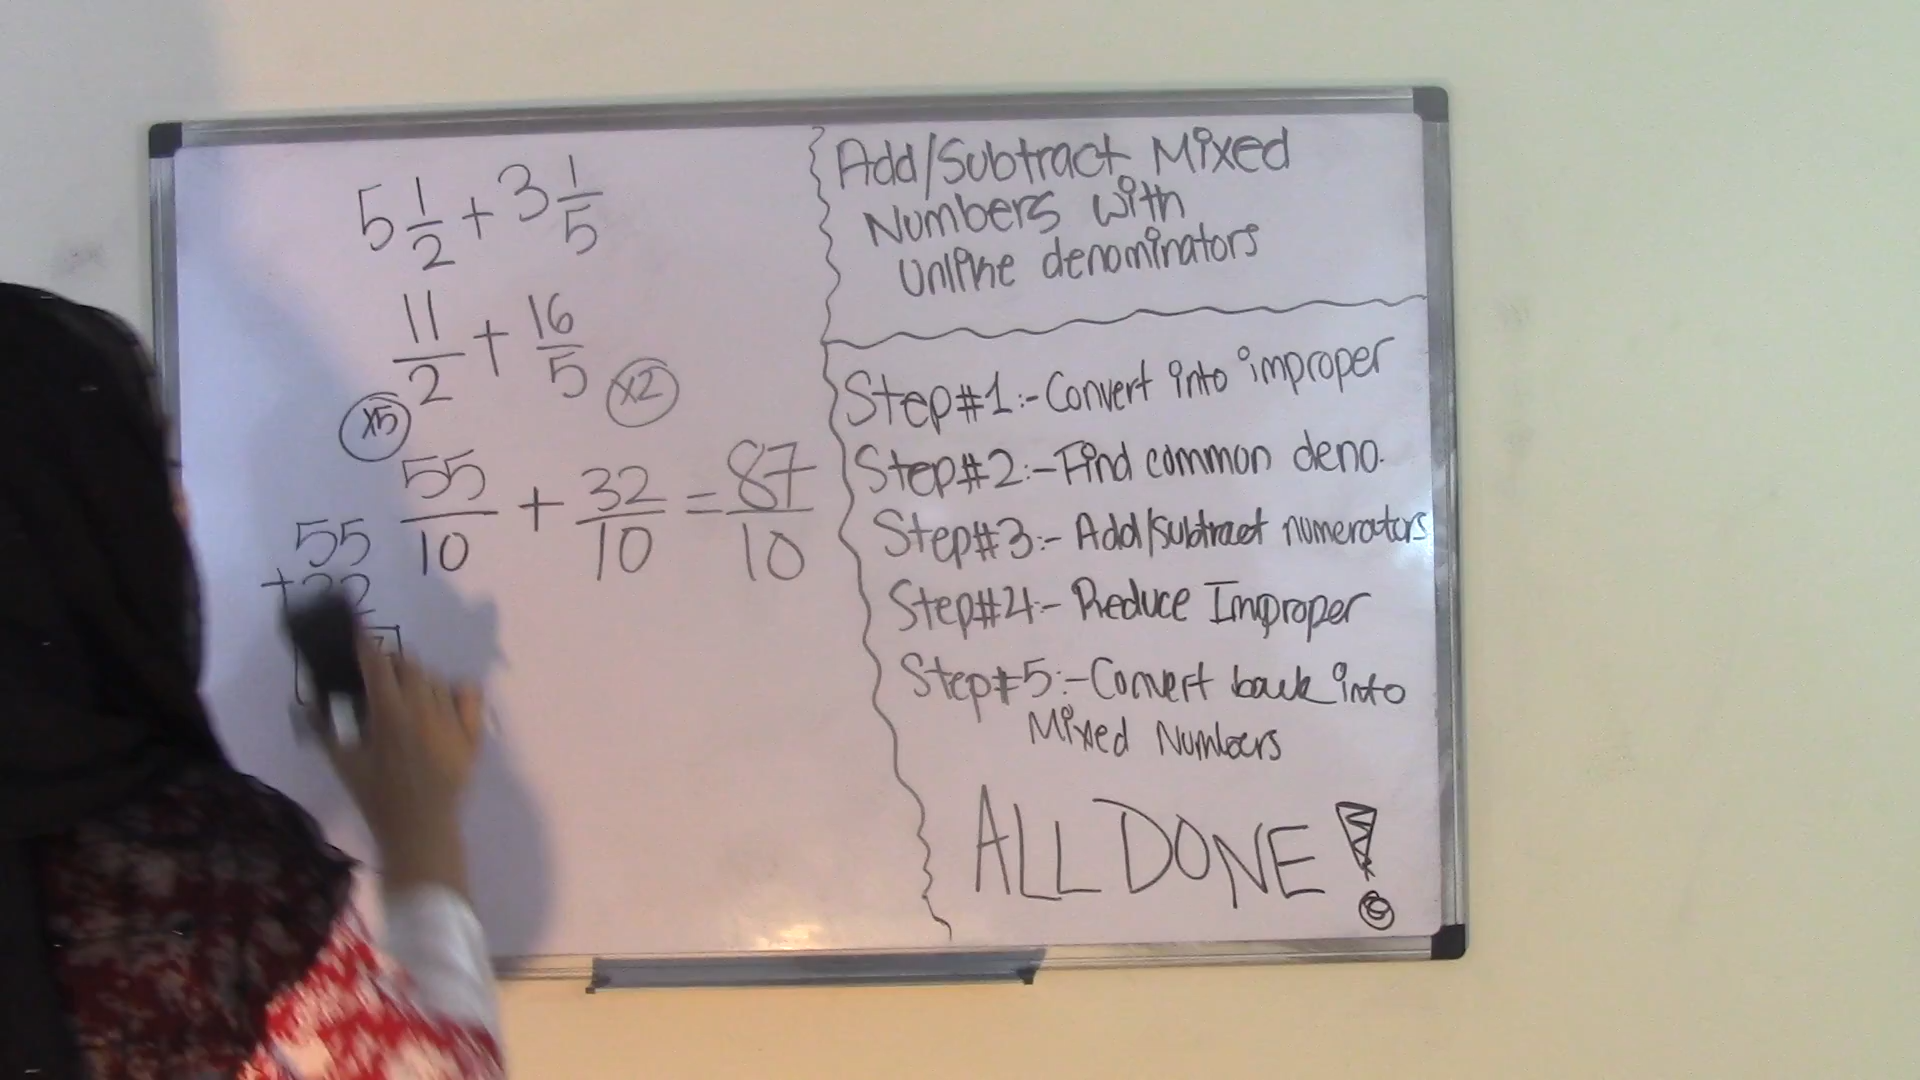 5 1/2 + 3 1/5
11/2 + 16/5
x5 x2
55/10 + 32/10 = 87/10
55
+32
Add/Subtract Mixed
Numbers with
Unlike denominators
Step#1:- Convert into improper
Step#2:- Find common deno.
Step#3:- Add/subtract numerators
Step#4:- Reduce Improper
Step#5:- Convert back into
Mixed Numbers
ALL DONE!